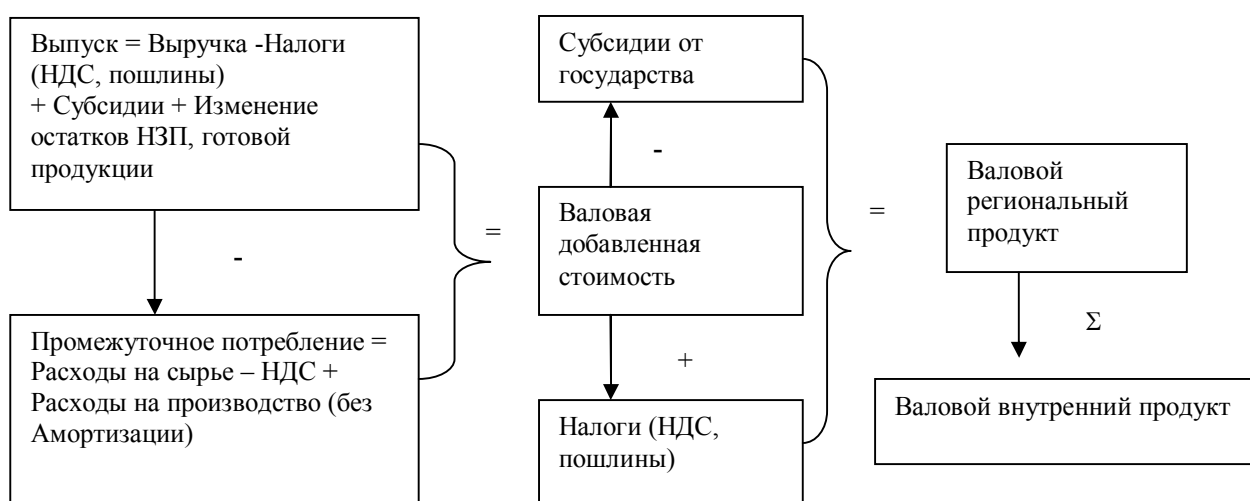 Выпуск = Выручка -Налоги
(НДС, пошлины)
+ Субсидии + Изменение
остатков НЗП, готовой
продукции
-
Промежуточное потребление =
Расходы на сырье – НДС +
Расходы на производство (без
Амортизации)
=
Субсидии от
государства
-
Валовая
добавленная
стоимость
+
Налоги (НДС,
пошлины)
=
Валовой
региональный
продукт
Σ
Валовой внутренний продукт